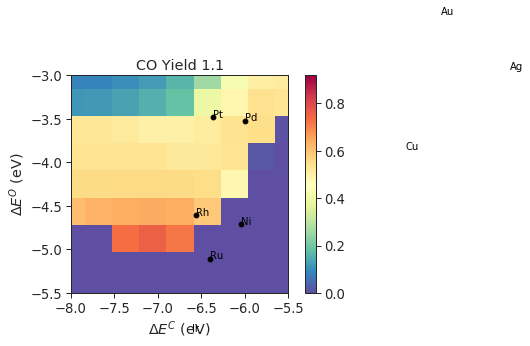 Au
CO Yield 1.1
Ag
−3.0
−3.5
−4.0
−4.5
−5.0
−5.5
ΔE^O (eV)
Pt
Pd
Cu
Rh
Ni
Ru
Ir
−8.0 −7.5 −7.0 −6.5 −6.0 −5.5
ΔE^C (eV)
0.8
0.6
0.4
0.2
0.0